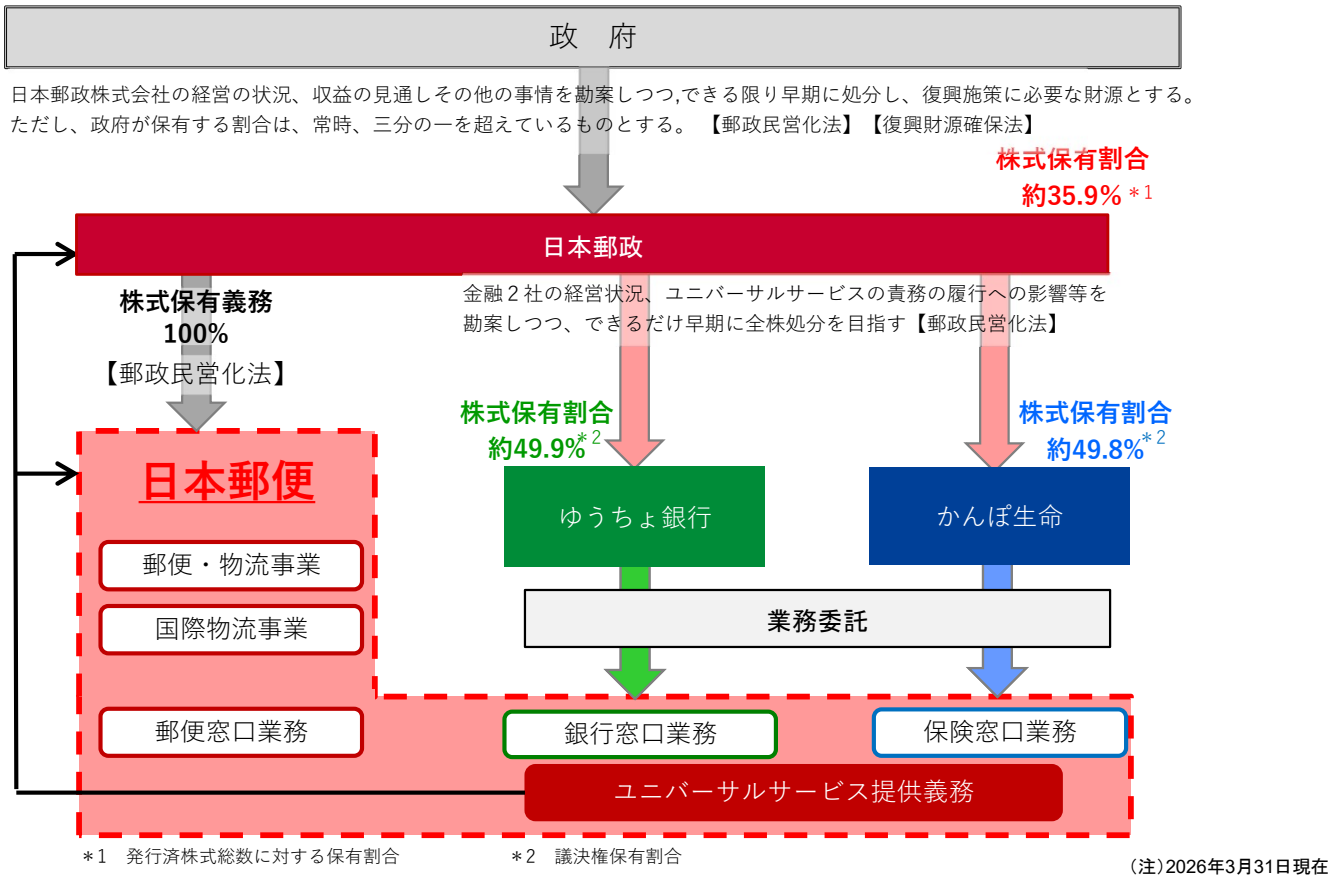 政　府
日本郵政株式会社の経営の状況、収益の見通しその他の事情を勘案しつつ,できる限り早期に処分し、復興施策に必要な財源とする。
ただし、政府が保有する割合は、常時、三分の一を超えているものとする。 【郵政民営化法】【復興財源確保法】
株式保有割合
約35.9% *1
日本郵政
株式保有義務
100%
【郵政民営化法】
金融２社の経営状況、ユニバーサルサービスの責務の履行への影響等を
勘案しつつ、できるだけ早期に全株処分を目指す【郵政民営化法】
株式保有割合
約49.9%*2
株式保有割合
約49.8%*2
日本郵便
ゆうちょ銀行
かんぽ生命
郵便・物流事業
国際物流事業
業務委託
郵便窓口業務
銀行窓口業務
保険窓口業務
ユニバーサルサービス提供義務
*1　発行済株式総数に対する保有割合
*2　議決権保有割合
（注）2026年3月31日現在